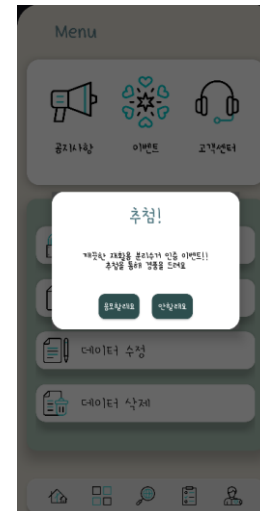 Menu
공지사항
이벤트
고객센터
추첨!
깨끗한 재활용 분리수거 인증 이벤트!!
추첨을 통해 경품을 드려요
응모할래요
안할래요
데이터 수정
데이터 삭제